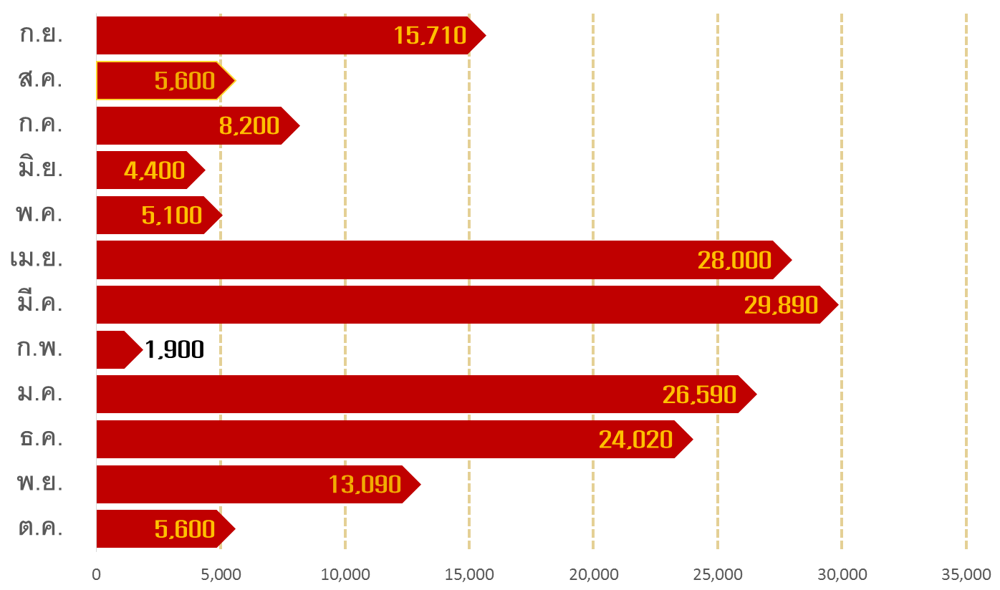 ก.ย. 15,710
ส.ค. 5,600
ก.ค. 8,200
มิ.ย. 4,400
พ.ค. 5,100
เม.ย. 28,000
มี.ค. 29,890
ก.พ. 1,900
ม.ค. 26,590
ธ.ค. 24,020
พ.ย. 13,090
ต.ค. 5,600
0 5,000 10,000 15,000 20,000 25,000 30,000 35,000